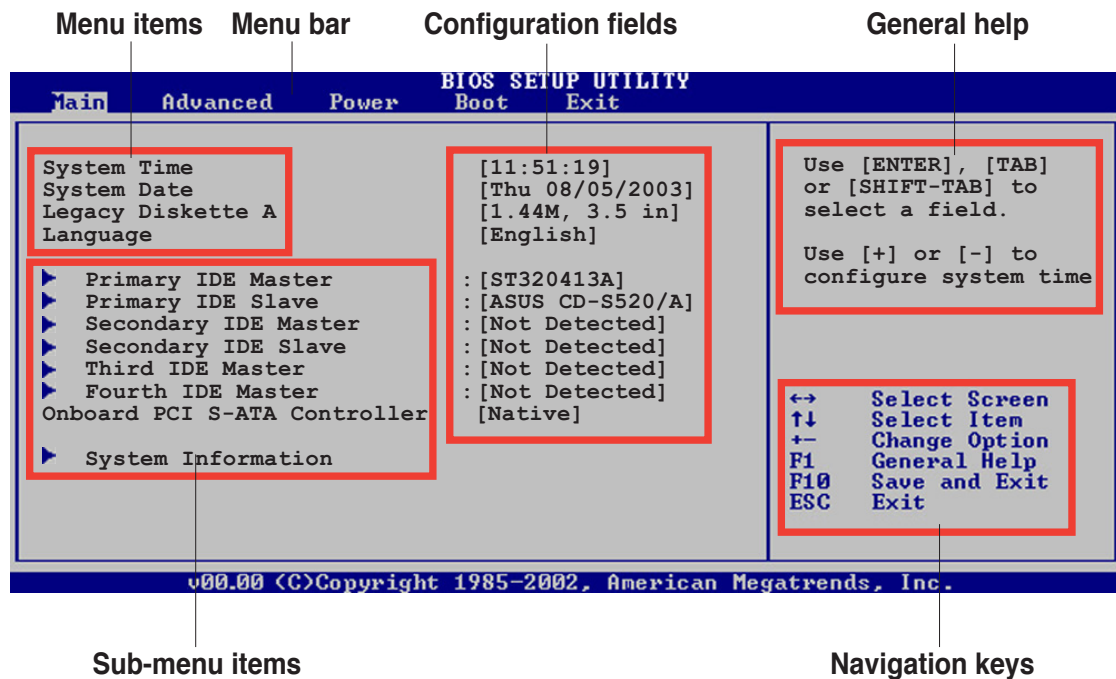 Menu items Menu bar Configuration fields General help
BIOS SETUP UTILITY
Main Advanced Power Boot Exit
System Time [11:51:19]
System Date [Thu 08/05/2003]
Legacy Diskette A [1.44M, 3.5 in]
Language [English]
Primary IDE Master :[ST320413A]
Primary IDE Slave :[ASUS CD-S520/A]
Secondary IDE Master :[Not Detected]
Secondary IDE Slave :[Not Detected]
Third IDE Master :[Not Detected]
Fourth IDE Master :[Not Detected]
Onboard PCI S-ATA Controller [Native]
System Information
Use [ENTER], [TAB]
or [SHIFT-TAB] to
select a field.
Use [+] or [-] to
configure system time
←→ Select Screen
↑↓ Select Item
+- Change Option
F1 General Help
F10 Save and Exit
ESC Exit
v00.00 (C)Copyright 1985-2002, American Megatrends, Inc.
Sub-menu items Navigation keys